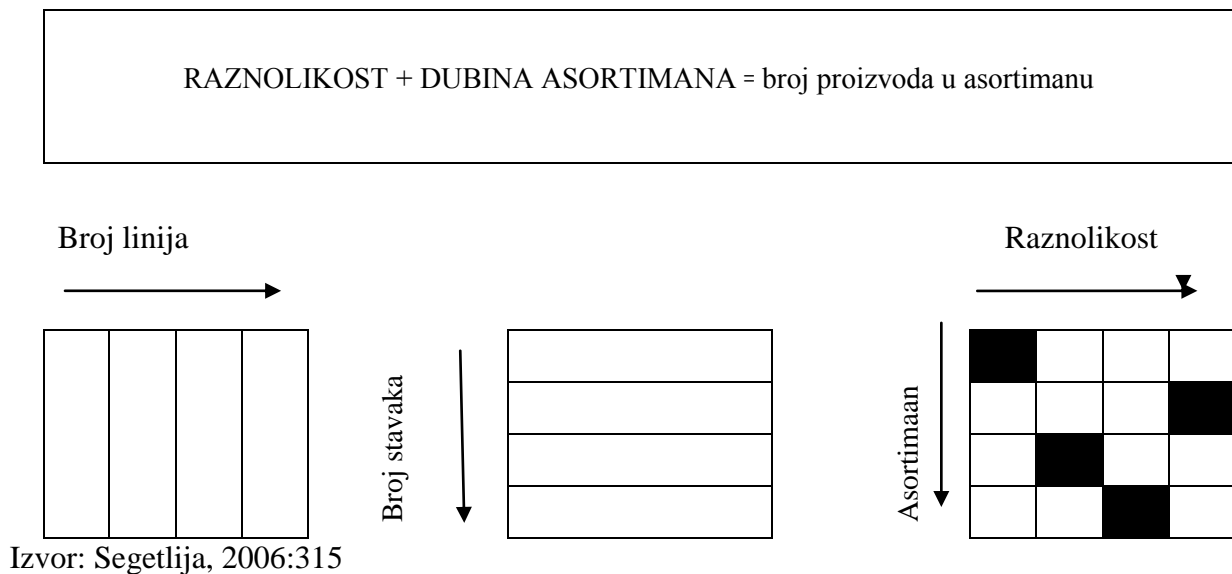 RAZNOLIKOST + DUBINA ASORTIMANA = broj proizvoda u asortimanu
Broj linija
Raznolikost
Broj stavaka
Asortimaan
Izvor: Segetlija, 2006:315